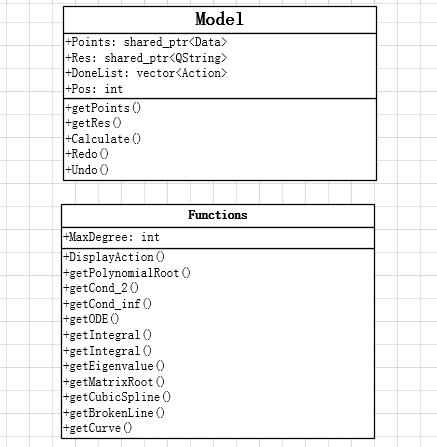 Model
+Points: shared_ptr<Data>
+Res: shared_ptr<QString>
+DoneList: vector<Action>
+Pos: int
+getPoints()
+getRes()
+Calculate()
+Redo()
+Undo()
Functions
+MaxDegree: int
+DisplayAction()
+getPolynomialRoot()
+getCond_2()
+getCond_inf()
+getODE()
+getIntegral()
+getIntegral()
+getEigenvalue()
+getMatrixRoot()
+getCubicSpline()
+getBrokenLine()
+getCurve()